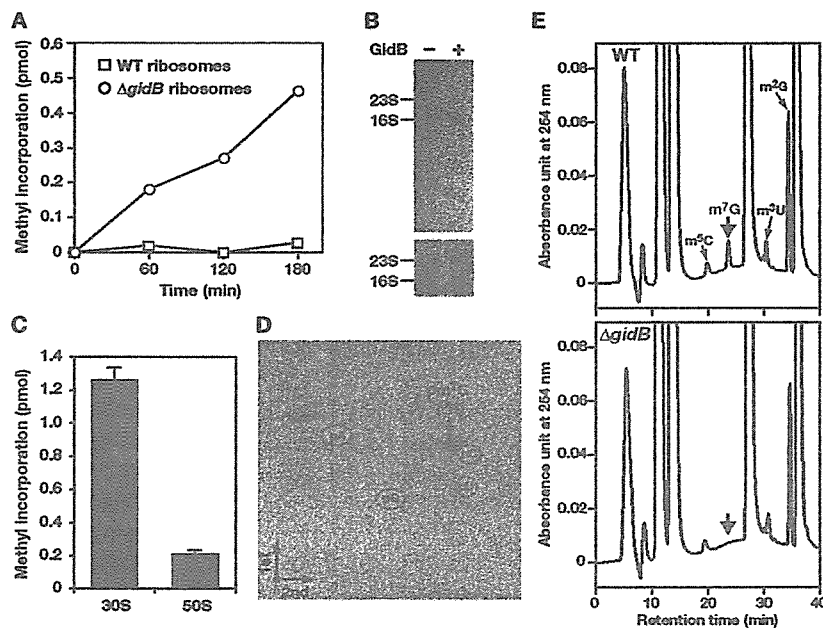 A
Methyl Incorporation (pmol)
0.6
0.5
0.4
0.3
0.2
0.1
0
WT ribosomes
ΔgidB ribosomes
0 60 120 180
Time (min)
B
GidB − +
23S
16S
23S
16S
C
Methyl Incorporation (pmol)
1.4
1.2
1.0
0.8
0.6
0.4
0.2
0
30S 50S
D
E
Absorbance unit at 254 nm
WT
0.08
0.06
0.04
0.02
0
m⁵C
m⁷G
m³U
m²G
Absorbance unit at 254 nm
ΔgidB
0.08
0.06
0.04
0.02
0
0 10 20 30 40
Retention time (min)